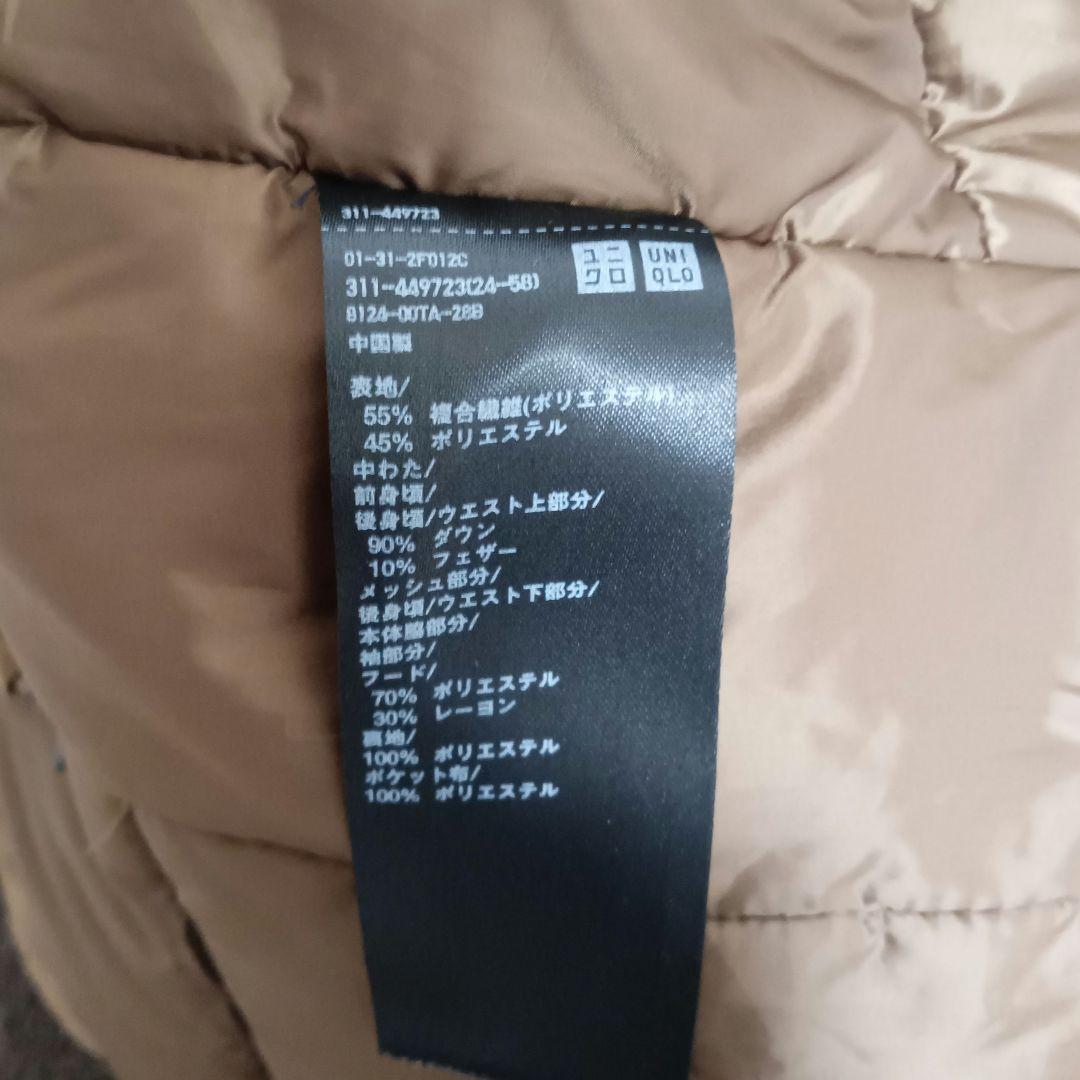 311-449723
01-31-2F012C
311-449723(24-58)
8124-00TA-28B
中国製
ユニ
クロ
UNI
QLO
表地/
55% 複合繊維(ポリエステル)
45% ポリエステル
中わた/
前身頃/
後身頃/ウエスト上部分/
90% ダウン
10% フェザー
メッシュ部分/
後身頃/ウエスト下部分/
本体脇部分/
袖部分/
フード/
70% ポリエステル
30% レーヨン
裏地/
100% ポリエステル
ポケット布/
100% ポリエステル